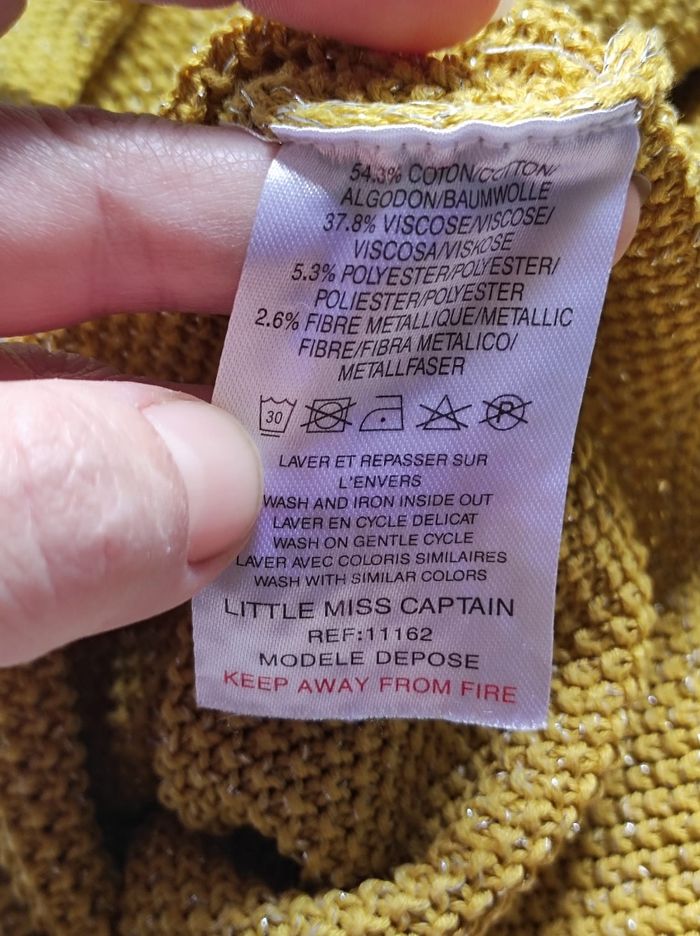 54.3% COTON/COTTON/
ALGODON/BAUMWOLLE
37.8% VISCOSE/VISCOSE/
VISCOSA/VISKOSE
5.3% POLYESTER/POLYESTER/
POLIESTER/POLYESTER
2.6% FIBRE METALLIQUE/METALLIC
FIBRE/FIBRA METALICO/
METALLFASER
30 P
LAVER ET REPASSER SUR
L'ENVERS
WASH AND IRON INSIDE OUT
LAVER EN CYCLE DELICAT
WASH ON GENTLE CYCLE
LAVER AVEC COLORIS SIMILAIRES
WASH WITH SIMILAR COLORS
LITTLE MISS CAPTAIN
REF:11162
MODELE DEPOSE
KEEP AWAY FROM FIRE